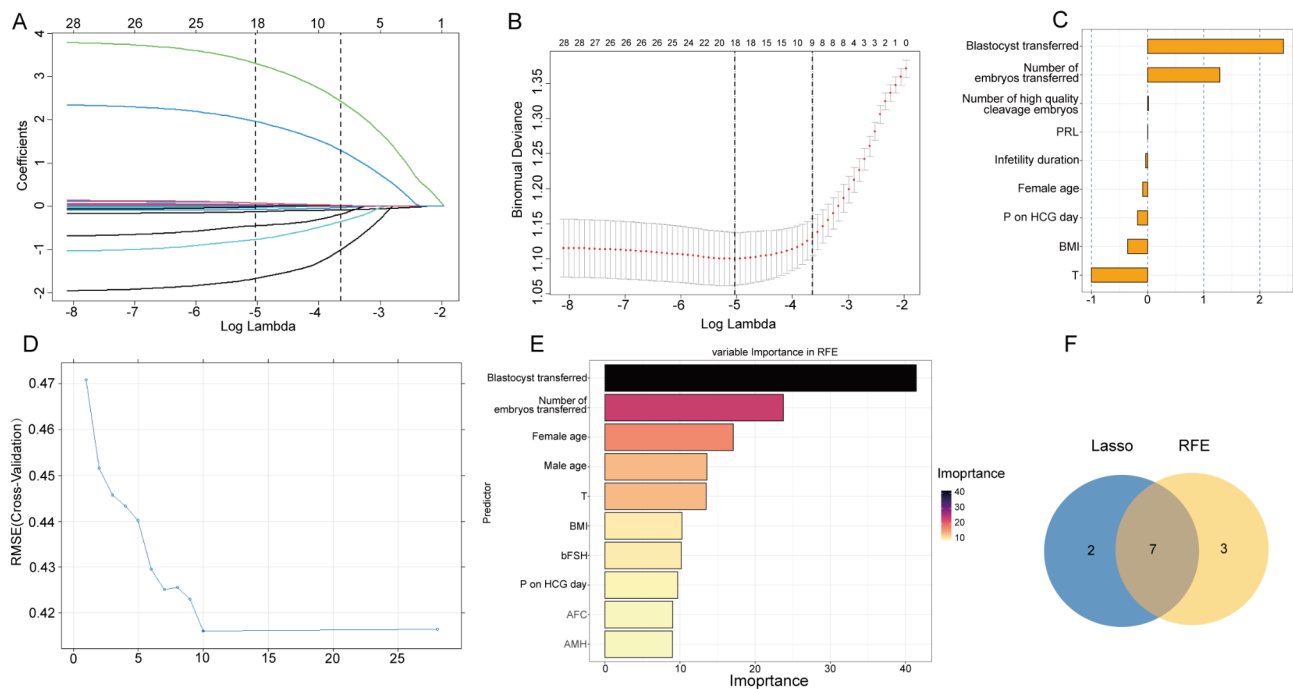 A
28 26 25 18 10 5 1
4
3
2
1
0
-1
-2
Coefficients
-8 -7 -6 -5 -4 -3 -2
Log Lambda
B
28 28 27 26 26 26 26 25 24 22 20 18 18 15 15 10 9 8 8 6 4 3 2 1 0
1.35
1.30
1.25
1.20
1.15
1.10
1.05
Binomual Deviance
-8 -7 -6 -5 -4 -3 -2
Log Lambda
C
Blastocyst transferred
Number of
embryos transferred
Number of high quality
cleavage embryos
PRL
Infetility duration
Female age
P on HCG day
BMI
T
-1 0 1 2
D
0 5 10 15 20 25
0.47
0.46
0.45
0.44
0.43
0.42
RMSE(Cross-Validation)
0 5 10 15 20 25
E
variable Importance in RFE
Predictor
Blastocyst transferred
Number of
embryos transferred
Female age
Male age
T
BMI
bFSH
P on HCG day
AFC
AMH
0 10 20 30 40
Imoprtance
Imoprtance
40
30
20
10
F
Lasso RFE
2 7 3